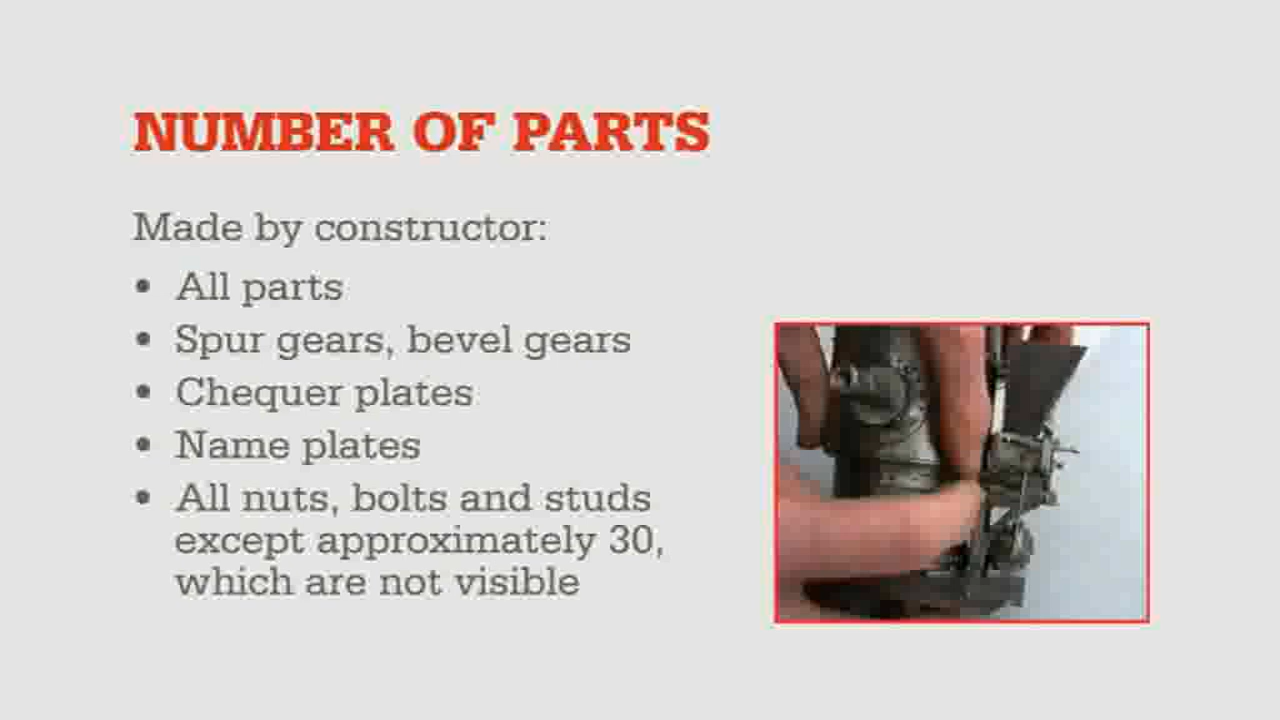 NUMBER OF PARTS
Made by constructor:
• All parts
• Spur gears, bevel gears
• Chequer plates
• Name plates
• All nuts, bolts and studs
except approximately 30,
which are not visible